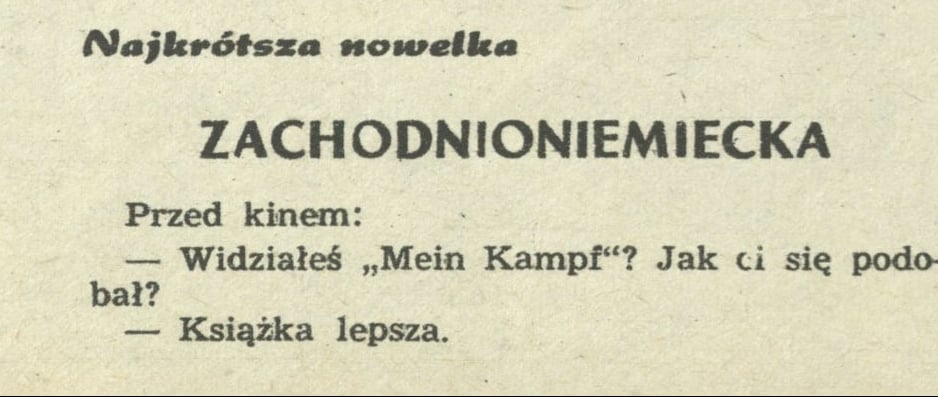 Najkrótsza nowelka
ZACHODNIONIEMIECKA
Przed kinem:
— Widziałeś „Mein Kampf“? Jak ci się podo-
bał?
— Książka lepsza.